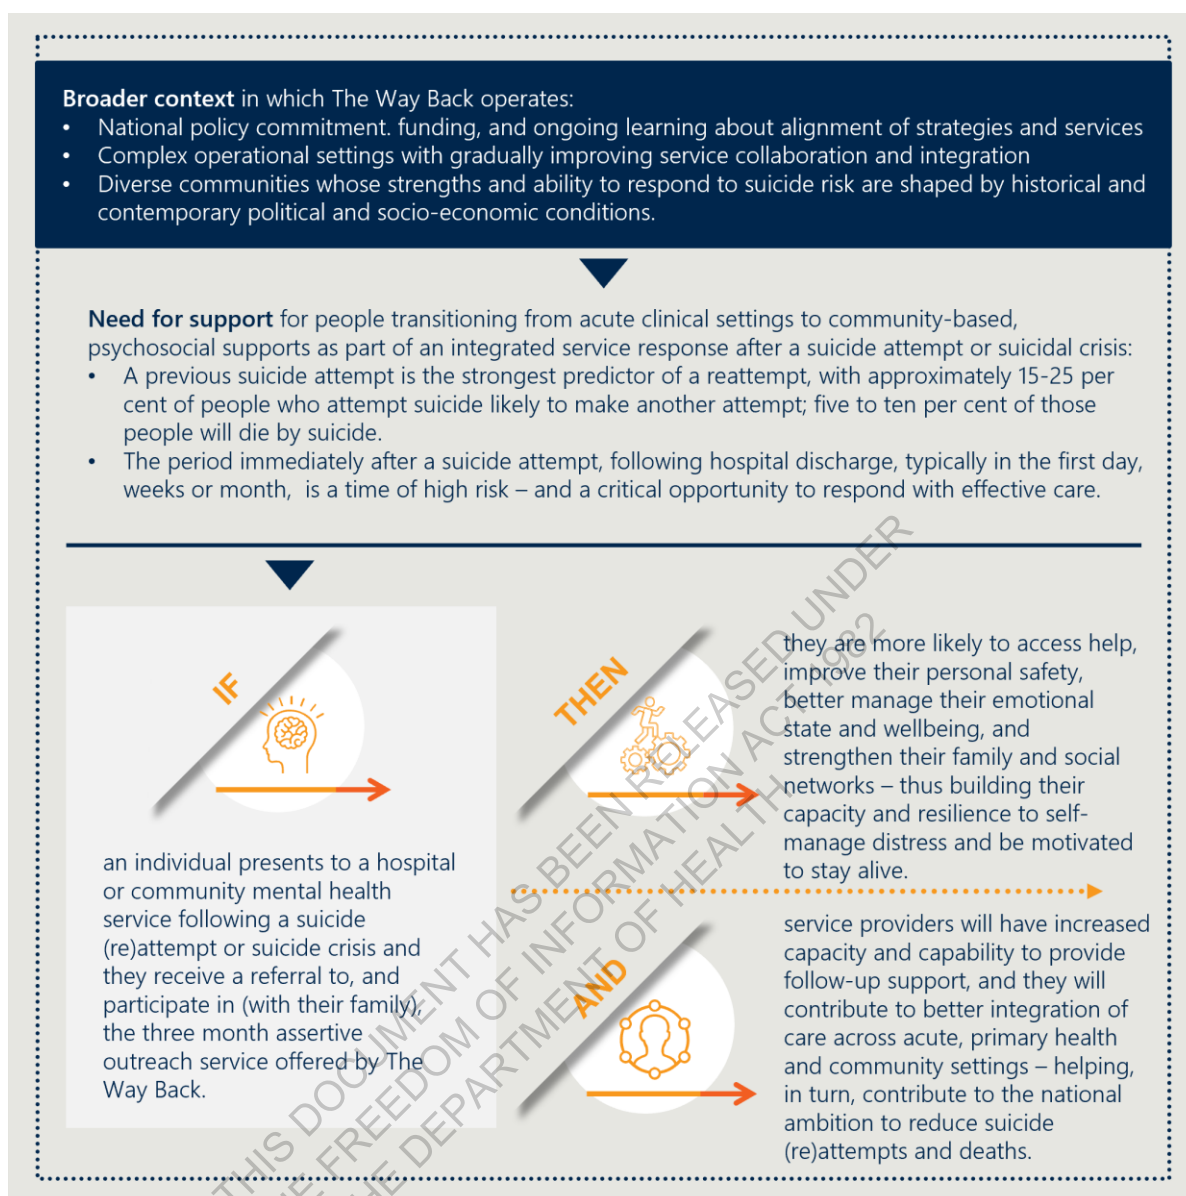 Broader context in which The Way Back operates:
• National policy commitment. funding, and ongoing learning about alignment of strategies and services
• Complex operational settings with gradually improving service collaboration and integration
• Diverse communities whose strengths and ability to respond to suicide risk are shaped by historical and
contemporary political and socio-economic conditions.
Need for support for people transitioning from acute clinical settings to community-based,
psychosocial supports as part of an integrated service response after a suicide attempt or suicidal crisis:
• A previous suicide attempt is the strongest predictor of a reattempt, with approximately 15-25 per
cent of people who attempt suicide likely to make another attempt; five to ten per cent of those
people will die by suicide.
• The period immediately after a suicide attempt, following hospital discharge, typically in the first day,
weeks or month, is a time of high risk – and a critical opportunity to respond with effective care.
IF
an individual presents to a hospital
or community mental health
service following a suicide
(re)attempt or suicide crisis and
they receive a referral to, and
participate in (with their family),
the three month assertive
outreach service offered by The
Way Back.
THEN
they are more likely to access help,
improve their personal safety,
better manage their emotional
state and wellbeing, and
strengthen their family and social
networks – thus building their
capacity and resilience to self-
manage distress and be motivated
to stay alive.
AND
service providers will have increased
capacity and capability to provide
follow-up support, and they will
contribute to better integration of
care across acute, primary health
and community settings – helping,
in turn, contribute to the national
ambition to reduce suicide
(re)attempts and deaths.
THIS DOCUMENT HAS BEEN RELEASED UNDER
THE FREEDOM OF INFORMATION ACT 1982
THE DEPARTMENT OF HEALTH